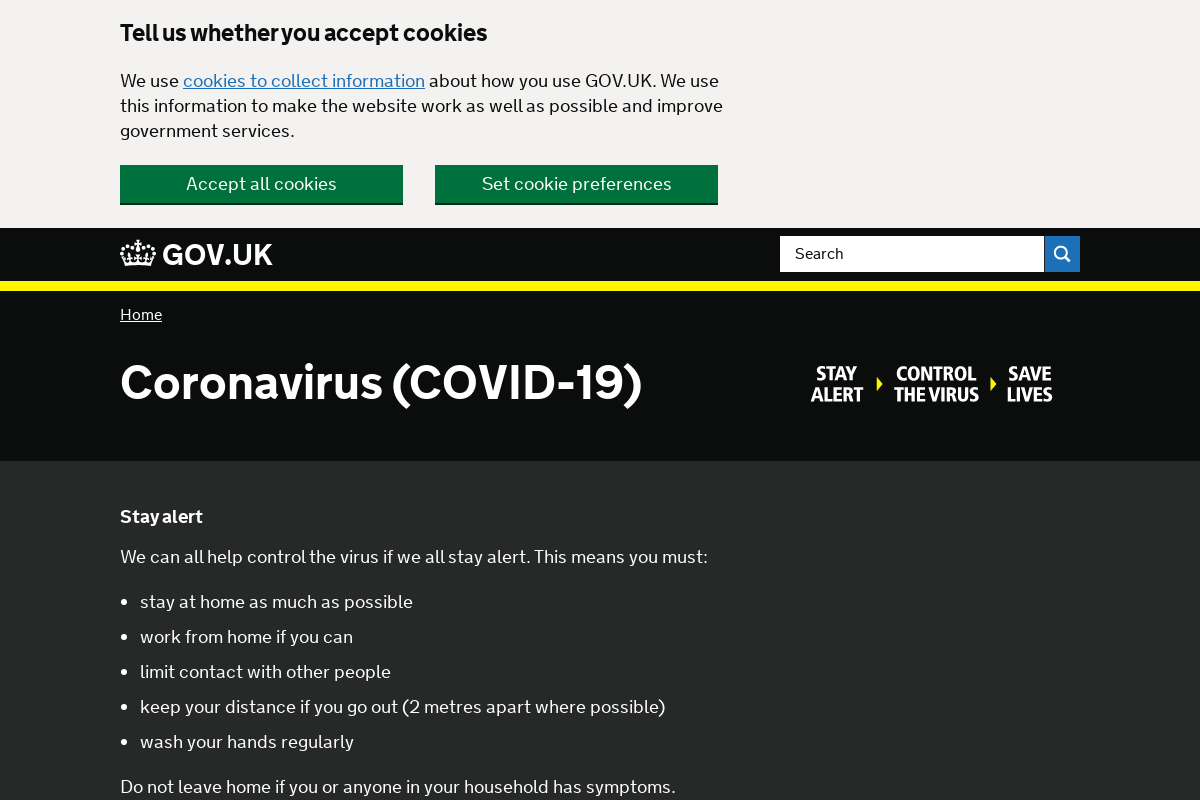 Tell us whether you accept cookies
We use cookies to collect information about how you use GOV.UK. We use
this information to make the website work as well as possible and improve
government services.
Accept all cookies
Set cookie preferences
GOV.UK
Search
Home
Coronavirus (COVID-19)
STAY ALERT
CONTROL THE VIRUS
SAVE LIVES
Stay alert
We can all help control the virus if we all stay alert. This means you must:
• stay at home as much as possible
• work from home if you can
• limit contact with other people
• keep your distance if you go out (2 metres apart where possible)
• wash your hands regularly
Do not leave home if you or anyone in your household has symptoms.